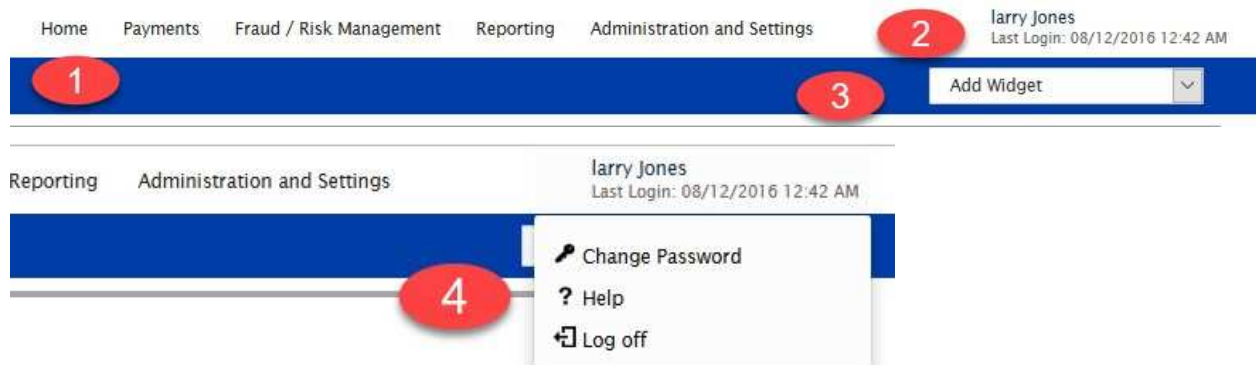 Home Payments Fraud / Risk Management Reporting Administration and Settings 2 larry Jones
Last Login: 08/12/2016 12:42 AM
1 3 Add Widget
Reporting Administration and Settings larry Jones
Last Login: 08/12/2016 12:42 AM
Change Password
4 ? Help
Log off